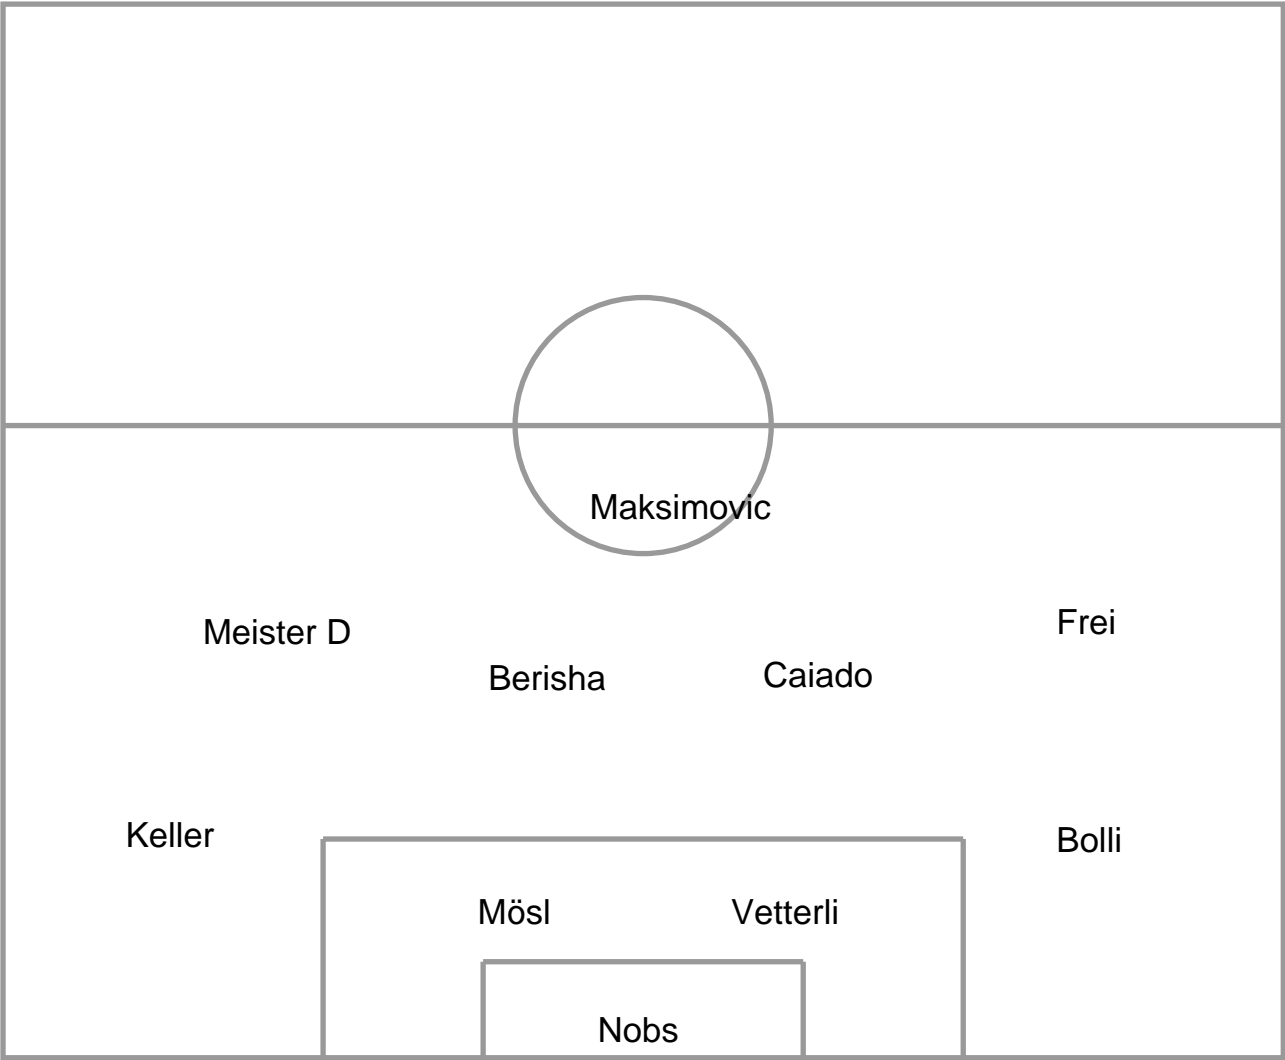 Maksimovic
Meister D
Frei
Berisha
Caiado
Keller
Bolli
Mösl
Vetterli
Nobs